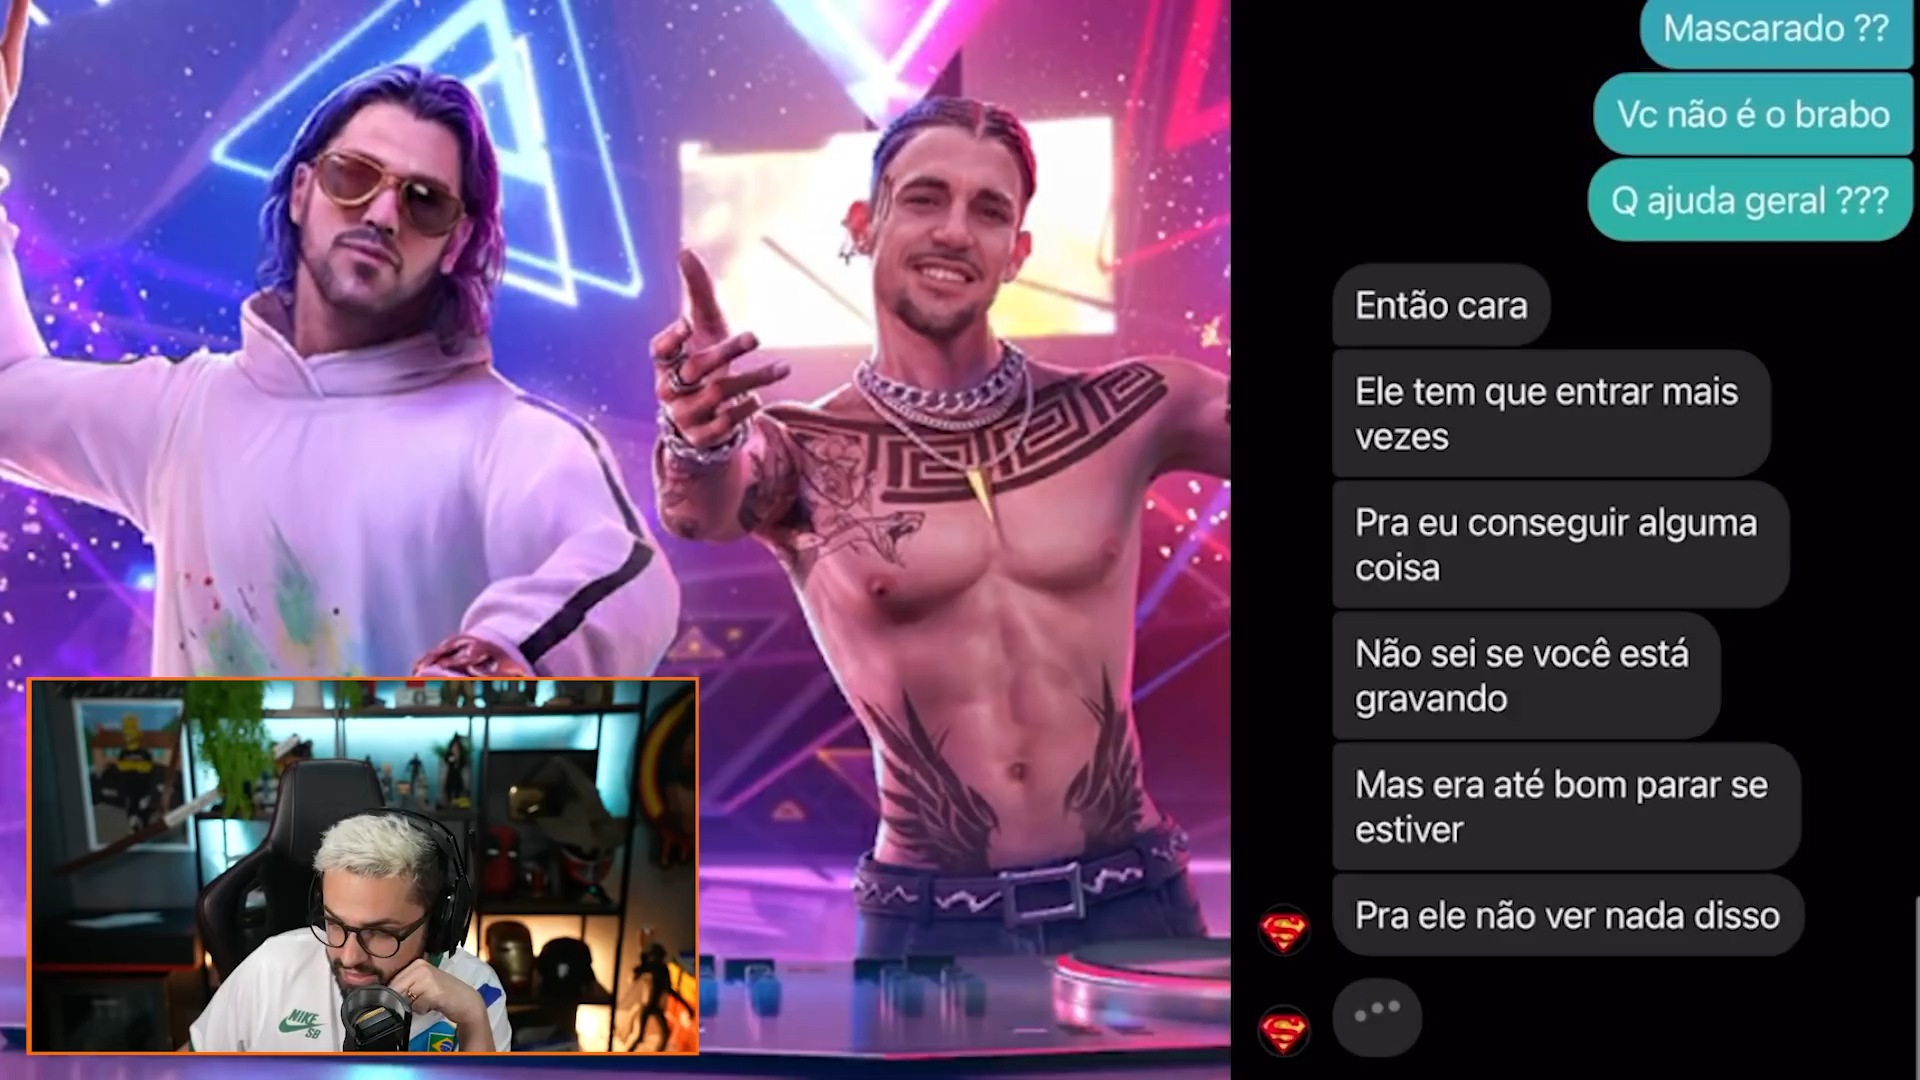 Mascarado ??
Vc não é o brabo
Q ajuda geral ???
Então cara
Ele tem que entrar mais
vezes
Pra eu conseguir alguma
coisa
Não sei se você está
gravando
Mas era até bom parar se
estiver
Pra ele não ver nada disso
NIKE
SB